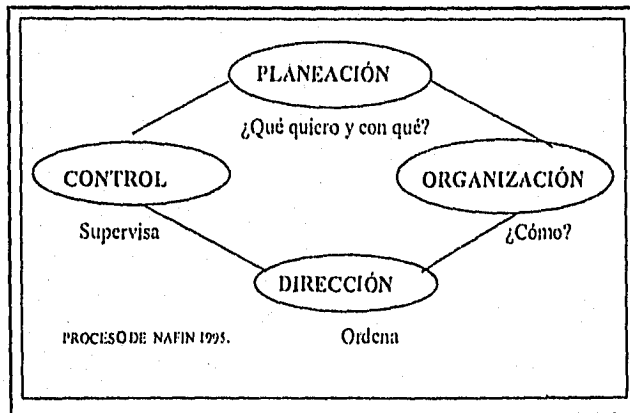 PLANEACIÓN
¿Qué quiero y con qué?
CONTROL
ORGANIZACIÓN
Supervisa
¿Cómo?
DIRECCIÓN
PROCESO DE NAFIN 1995.
Ordena